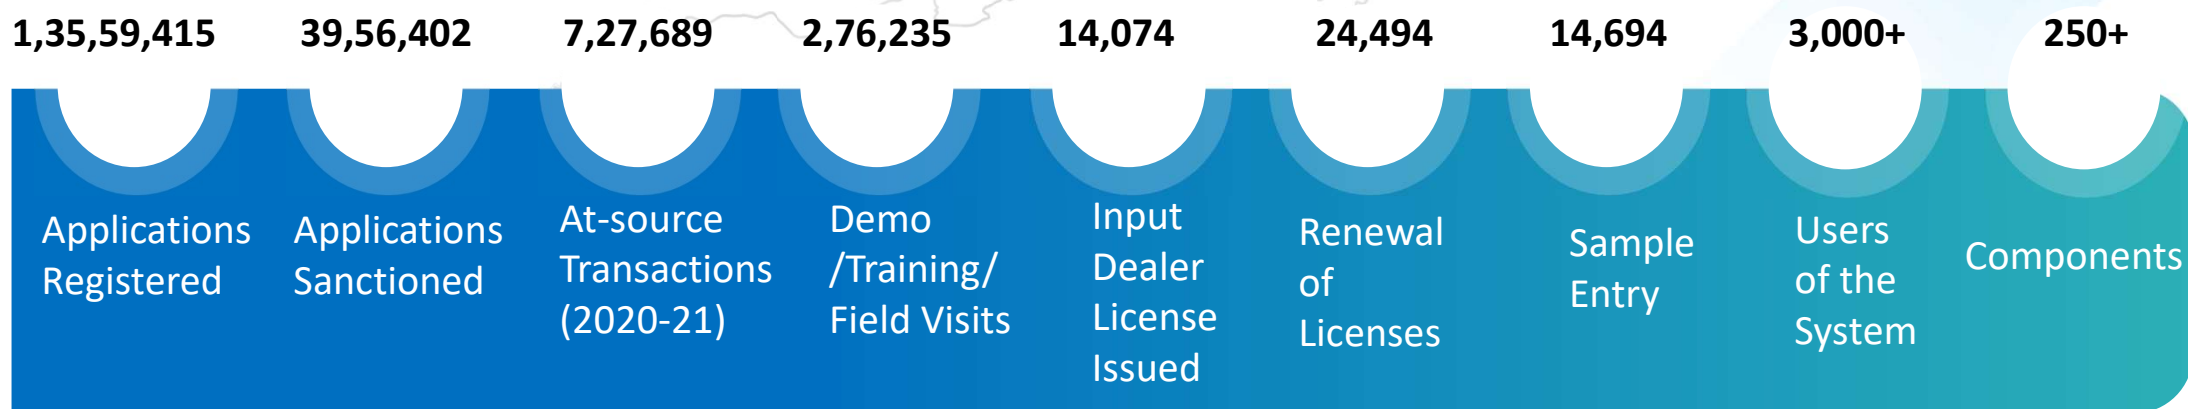 1,35,59,415
39,56,402
7,27,689
2,76,235
14,074
24,494
14,694
3,000+
250+
Applications
Registered
Applications
Sanctioned
At-source
Transactions
(2020-21)
Demo
/Training/
Field Visits
Input
Dealer
License
Issued
Renewal
of
Licenses
Sample
Entry
Users
of the
System
Components